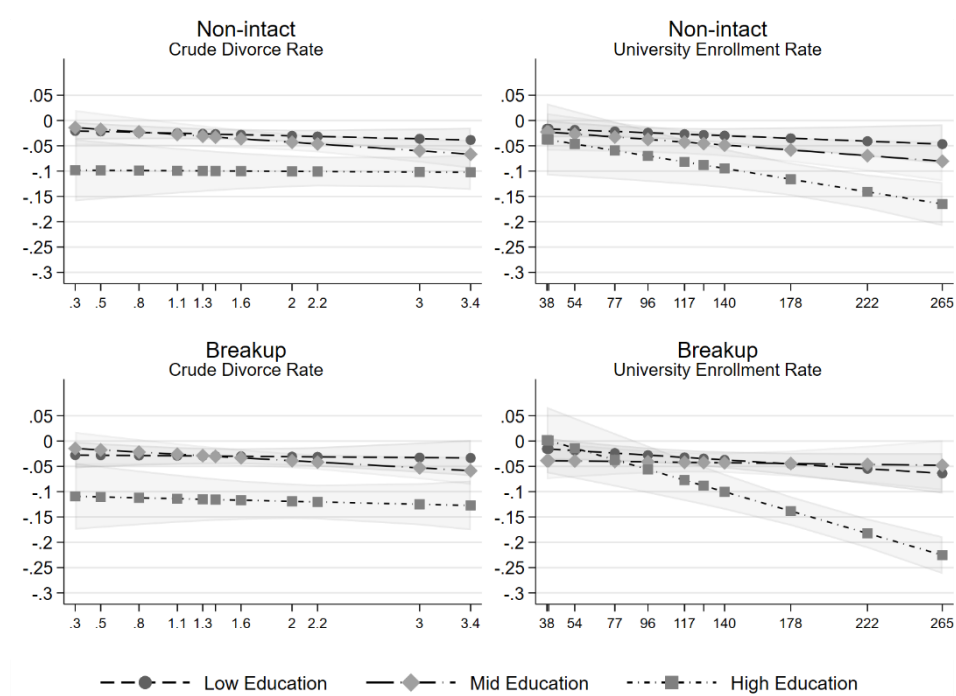 Non-intact
Crude Divorce Rate
.05
0
-.05
-.1
-.15
-.2
-.25
-.3
.3 .5 .8 1.1 1.3 1.6 2 2.2 3 3.4
Non-intact
University Enrollment Rate
.05
0
-.05
-.1
-.15
-.2
-.25
-.3
38 54 77 96 117 140 178 222 265
Breakup
Crude Divorce Rate
.05
0
-.05
-.1
-.15
-.2
-.25
-.3
.3 .5 .8 1.1 1.3 1.6 2 2.2 3 3.4
Breakup
University Enrollment Rate
.05
0
-.05
-.1
-.15
-.2
-.25
-.3
38 54 77 96 117 140 178 222 265
Low Education Mid Education High Education